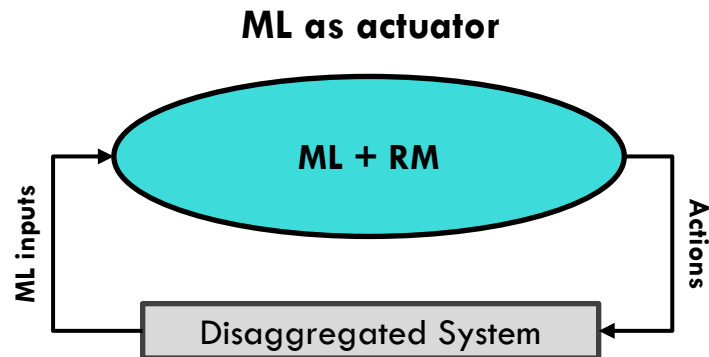 ML as actuator
ML + RM
ML inputs
Actions
Disaggregated System